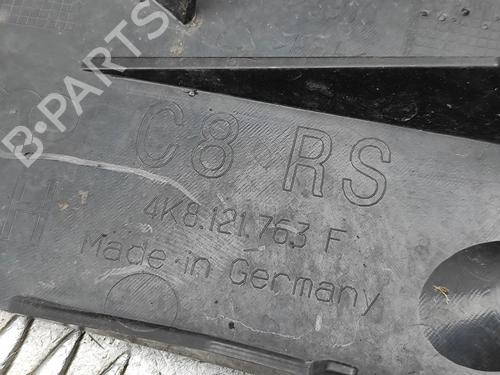 B-PARTS
C8 RS
4K8.121.763 F
Made in Germany